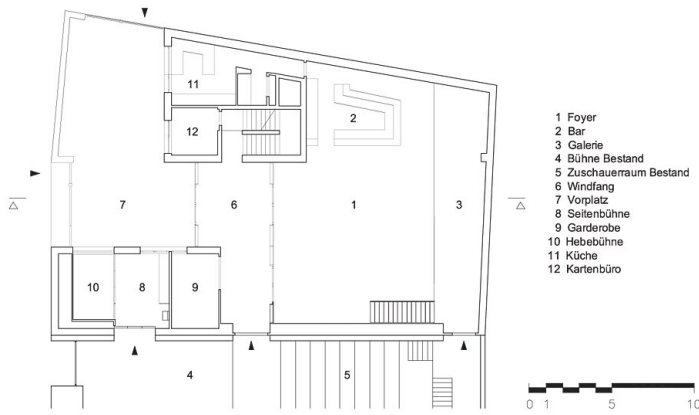 11
2
12
7
6
1
3
10
8
9
4
5
1 Foyer
2 Bar
3 Galerie
4 Bühne Bestand
5 Zuschauerraum Bestand
6 Windfang
7 Vorplatz
8 Seitenbühne
9 Garderobe
10 Hebebühne
11 Küche
12 Kartenbüro
0 1 5 10